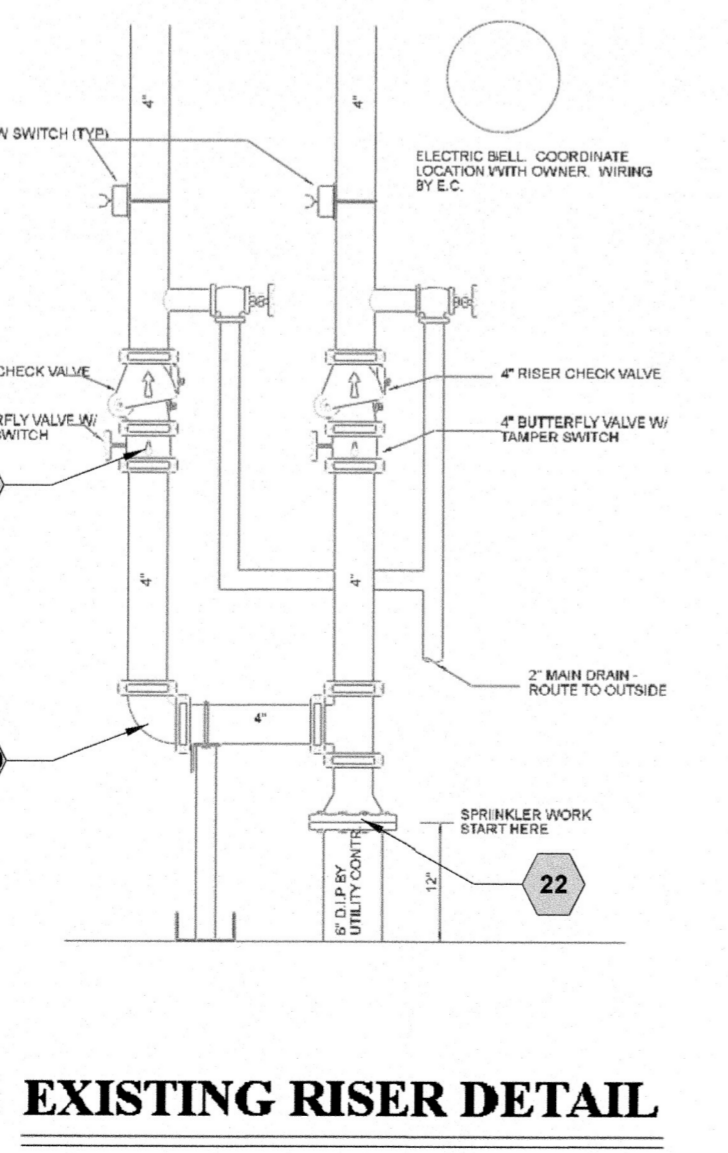 4"
4"
W SWITCH (TYP)
ELECTRIC BELL. COORDINATE
LOCATION WITH OWNER. WIRING
BY E.C.
CHECK VALVE
4" RISER CHECK VALVE
RFLY VALVE W/
SWITCH
4" BUTTERFLY VALVE W/
TAMPER SWITCH
4"
4"
2" MAIN DRAIN -
ROUTE TO OUTSIDE
4"
SPRINKLER WORK
START HERE
6" D.I.P BY
UTILITY CONTR.
12"
22
EXISTING RISER DETAIL